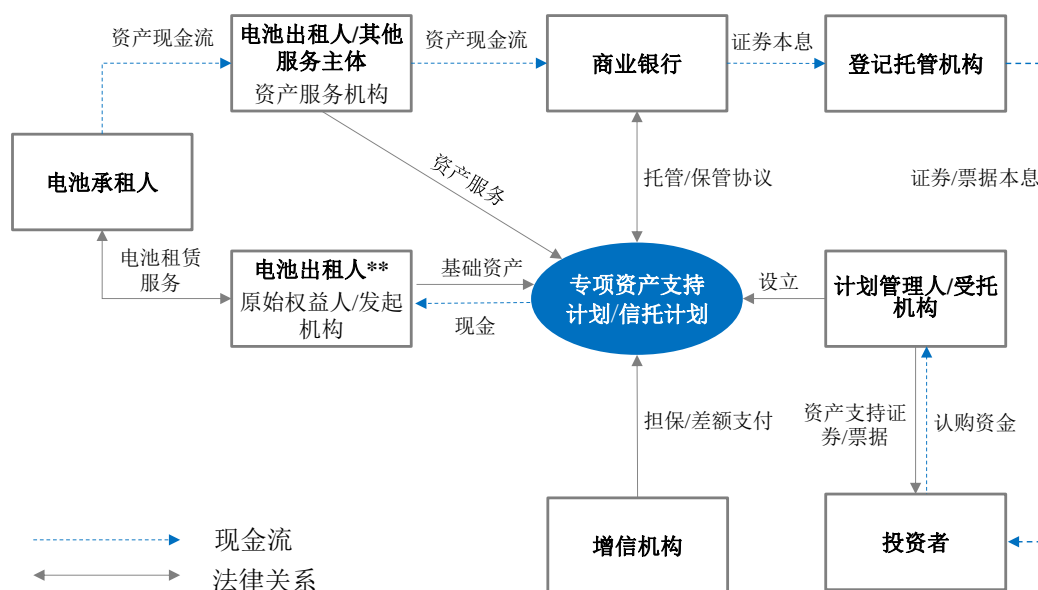 资产现金流
电池出租人/其他
服务主体
资产服务机构
资产现金流
商业银行
证券本息
登记托管机构
电池承租人
资产服务
托管/保管协议
证券/票据本息
电池租赁
服务
电池出租人**
原始权益人/发起
机构
基础资产
现金
专项资产支持
计划/信托计划
设立
计划管理人/受托
机构
担保/差额支付
资产支持证
券/票据
认购资金
增信机构
投资者
现金流
法律关系